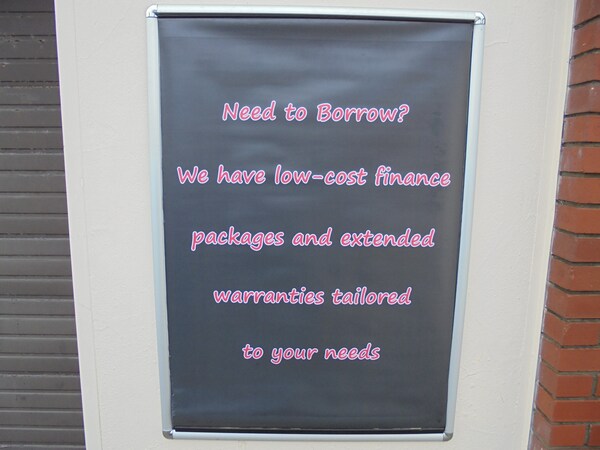 Need to Borrow?
We have low-cost finance
packages and extended
warranties tailored
to your needs